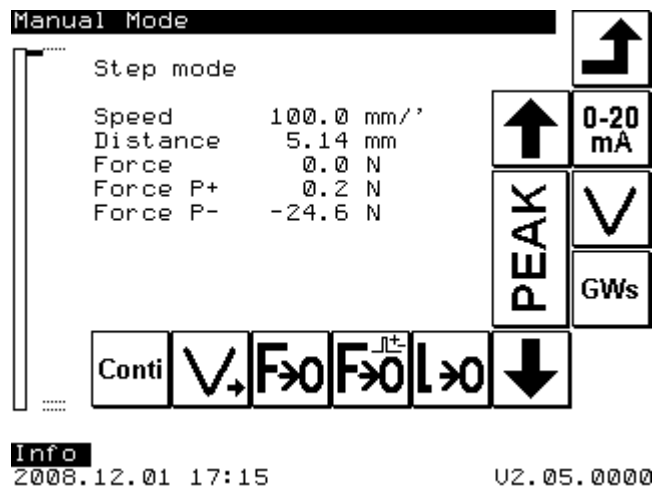 Manual Mode
Step mode
Speed 100.0 mm/'
Distance 5.14 mm
Force 0.0 N
Force P+ 0.2 N
Force P- -24.6 N
0-20
mA
PEAK
V
GWs
Conti
V
F→0
F→0 ±
l→0
Info
2008.12.01 17:15
V2.05.0000